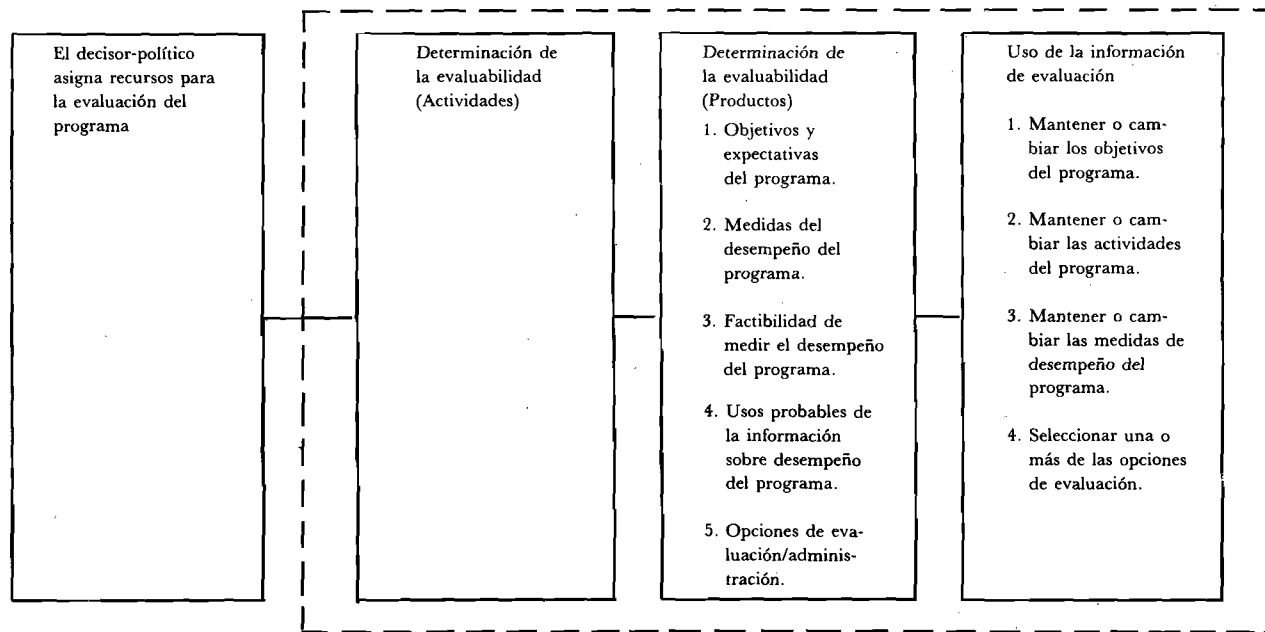 El decisor-político
asigna recursos para
la evaluación del
programa
Determinación de
la evaluabilidad
(Actividades)
Determinación de
la evaluabilidad
(Productos)
1. Objetivos y
expectativas
del programa.
2. Medidas del
desempeño del
programa.
3. Factibilidad de
medir el desempeño
del programa.
4. Usos probables de
la información
sobre desempeño
del programa.
5. Opciones de eva-
luación/adminis-
tración.
Uso de la información
de evaluación
1. Mantener o cam-
biar los objetivos
del programa.
2. Mantener o cam-
biar las actividades
del programa.
3. Mantener o cam-
biar las medidas de
desempeño del
programa.
4. Seleccionar una o
más de las opciones
de evaluación.